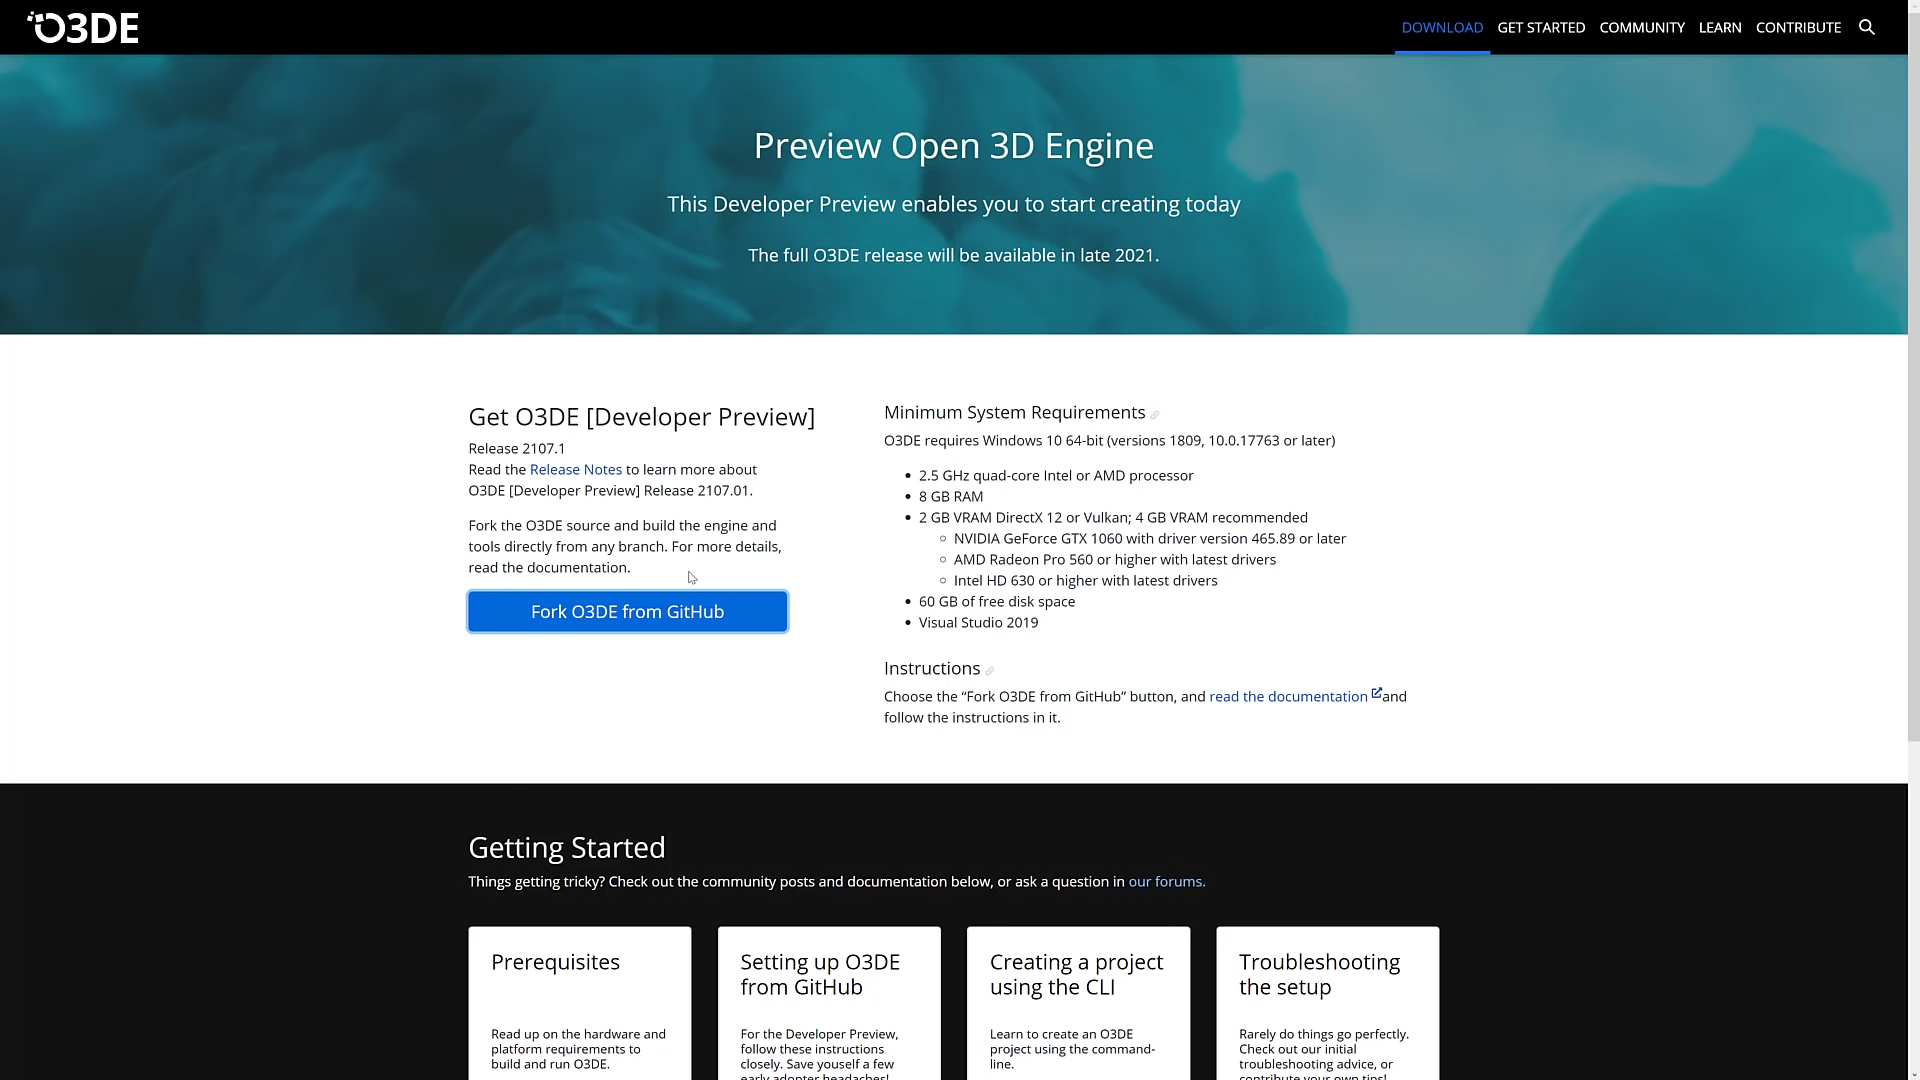 O3DE
DOWNLOAD GET STARTED COMMUNITY LEARN CONTRIBUTE
Preview Open 3D Engine
This Developer Preview enables you to start creating today
The full O3DE release will be available in late 2021.
Get O3DE [Developer Preview]
Release 2107.1
Read the Release Notes to learn more about
O3DE [Developer Preview] Release 2107.01.
Fork the O3DE source and build the engine and
tools directly from any branch. For more details,
read the documentation.
Fork O3DE from GitHub
Minimum System Requirements
O3DE requires Windows 10 64-bit (versions 1809, 10.0.17763 or later)
2.5 GHz quad-core Intel or AMD processor
8 GB RAM
2 GB VRAM DirectX 12 or Vulkan; 4 GB VRAM recommended
NVIDIA GeForce GTX 1060 with driver version 465.89 or later
AMD Radeon Pro 560 or higher with latest drivers
Intel HD 630 or higher with latest drivers
60 GB of free disk space
Visual Studio 2019
Instructions
Choose the “Fork O3DE from GitHub” button, and read the documentation and
follow the instructions in it.
Getting Started
Things getting tricky? Check out the community posts and documentation below, or ask a question in our forums.
Prerequisites
Read up on the hardware and
platform requirements to
build and run O3DE.
Setting up O3DE
from GitHub
For the Developer Preview,
follow these instructions
closely. Save youself a few
early adopter headaches!
Creating a project
using the CLI
Learn to create an O3DE
project using the command-
line.
Troubleshooting
the setup
Rarely do things go perfectly.
Check out our initial
troubleshooting advice, or
contribute your own tips!